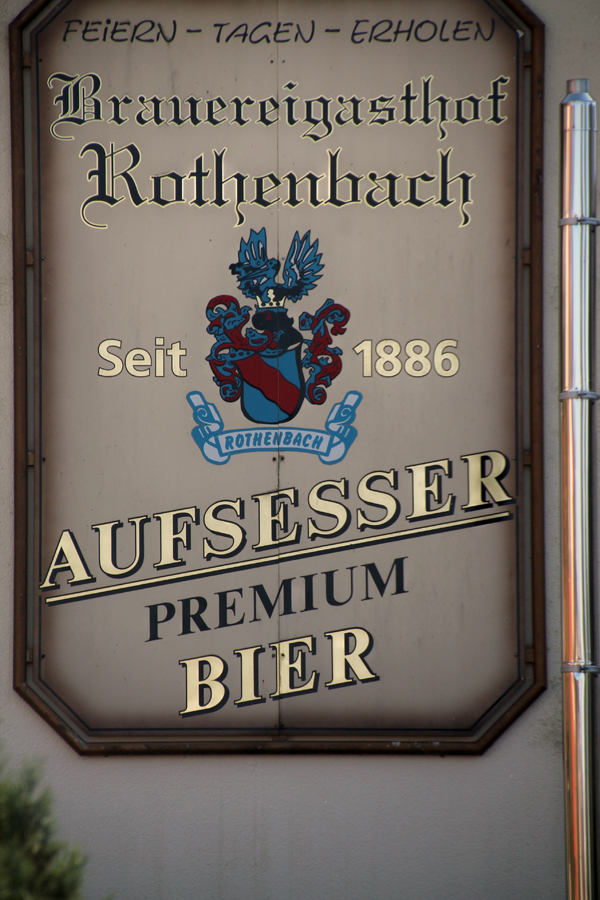 FEiERN - TAGEN - ERHOLEN
Brauereigasthof
Rothenbach
Seit 1886
ROTHENBACH
AUFSESSER
PREMIUM
BIER